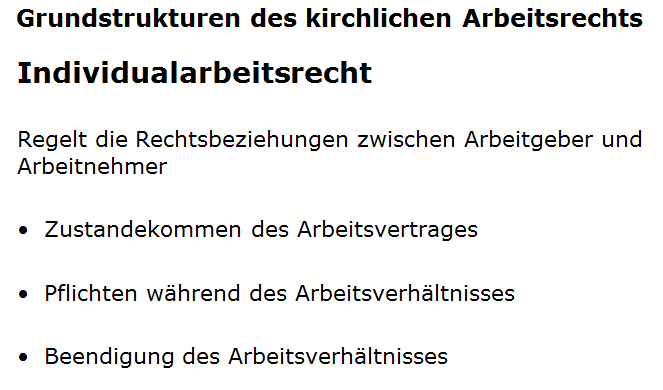 Grundstrukturen des kirchlichen Arbeitsrechts
Individualarbeitsrecht
Regelt die Rechtsbeziehungen zwischen Arbeitgeber und
Arbeitnehmer
• Zustandekommen des Arbeitsvertrages
• Pflichten während des Arbeitsverhältnisses
• Beendigung des Arbeitsverhältnisses